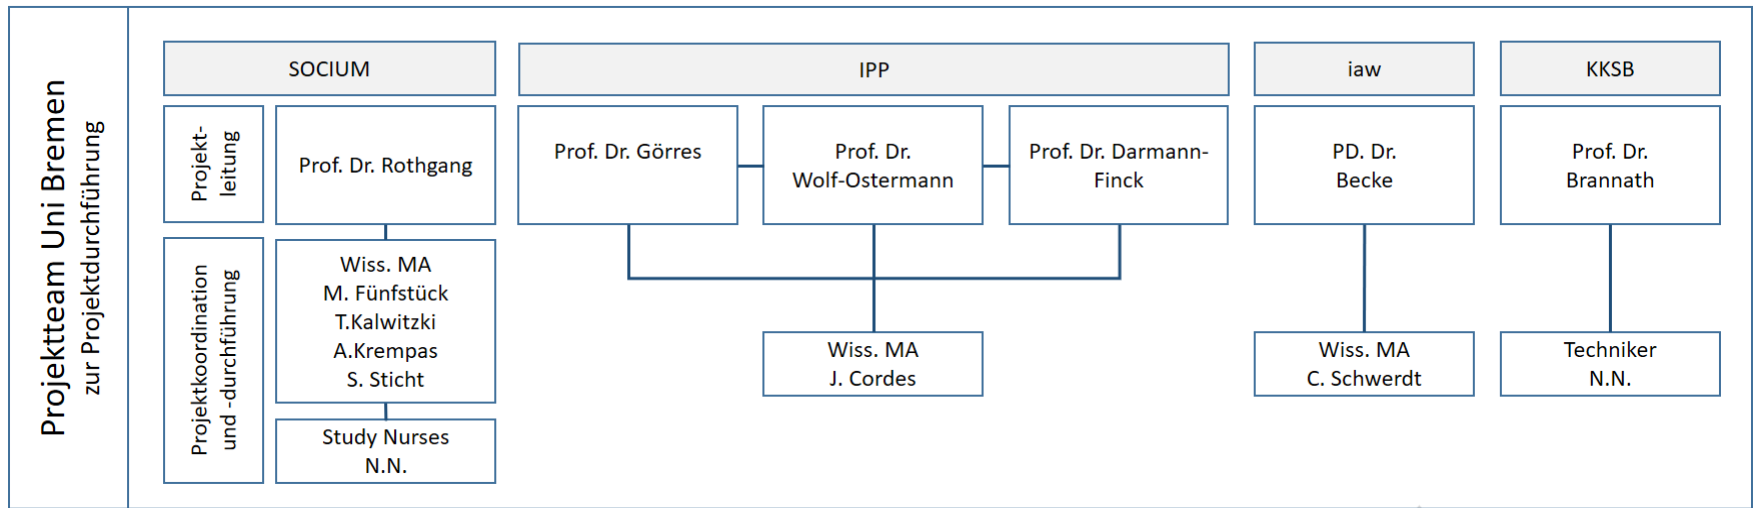 Projektteam Uni Bremen
zur Projektdurchführung
SOCIUM
Projekt-
leitung
Prof. Dr. Rothgang
Projektkoordination
und -durchführung
Wiss. MA
M. Fünfstück
T.Kalwitzki
A.Krempas
S. Sticht
Study Nurses
N.N.
IPP
Prof. Dr. Görres
Prof. Dr.
Wolf-Ostermann
Prof. Dr. Darmann-
Finck
Wiss. MA
J. Cordes
iaw
PD. Dr.
Becke
Wiss. MA
C. Schwerdt
KKSB
Prof. Dr.
Brannath
Techniker
N.N.